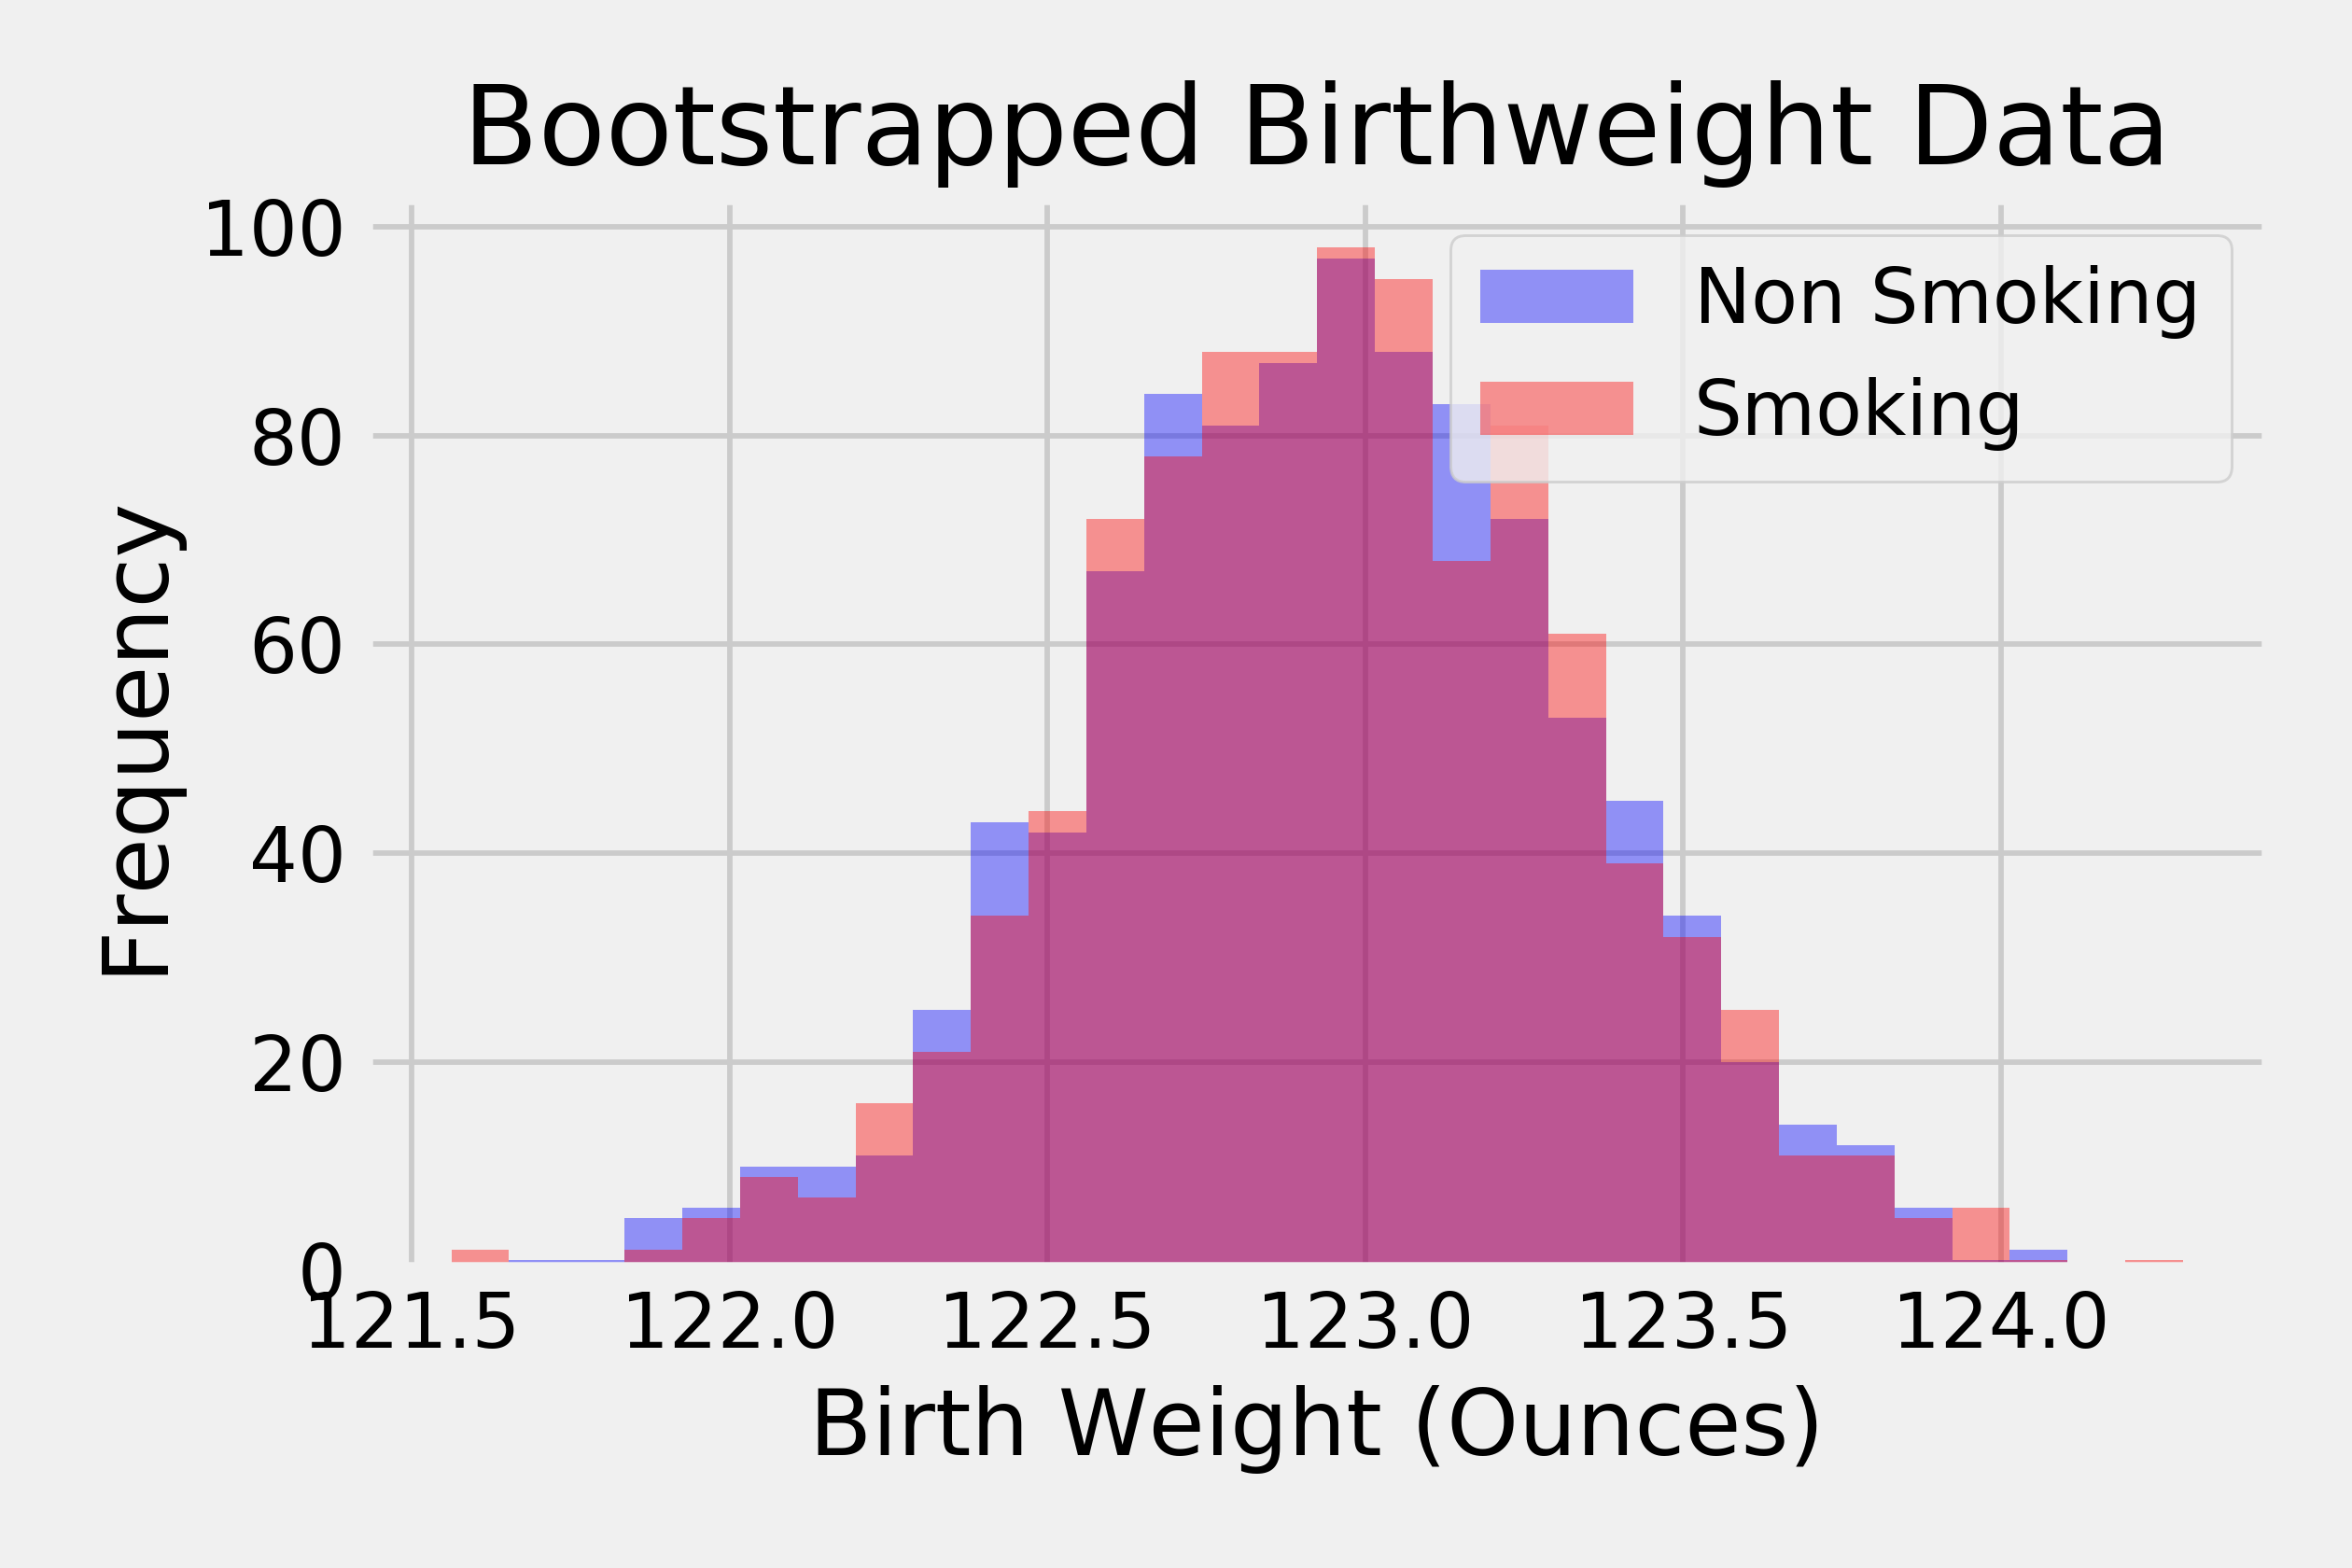 Bootstrapped Birthweight Data
100
80
60
40
20
0
Frequency
Non Smoking
Smoking
121.5 122.0 122.5 123.0 123.5 124.0
Birth Weight (Ounces)